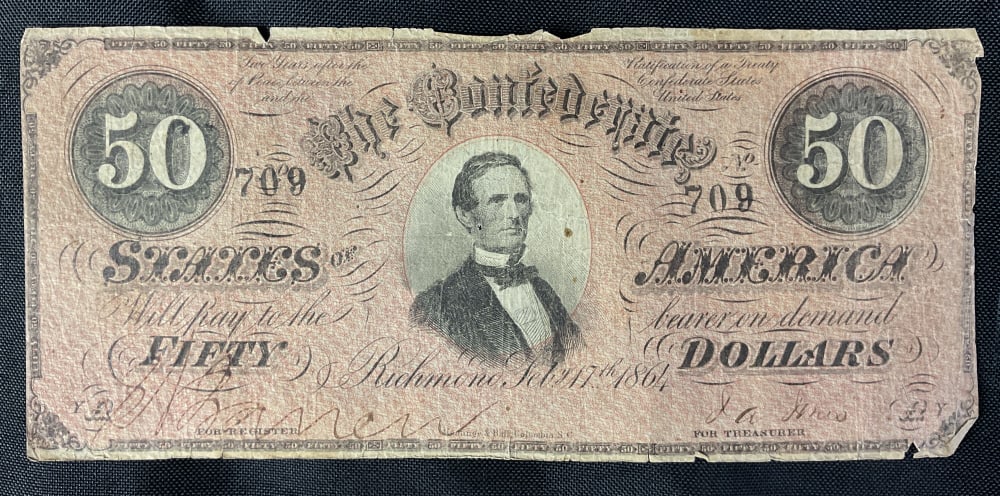 Two Years after the
of Peace between the
and the
Ratification of a Treaty
Confederate States
United States
50
50
The Confederate
No 709
No 709
STATES OF
AMERICA
Will pay to the
bearer on demand
FIFTY
DOLLARS
Richmond, Feby 17th 1864
Y A
A Y
FOR REGISTER
FOR TREASURER